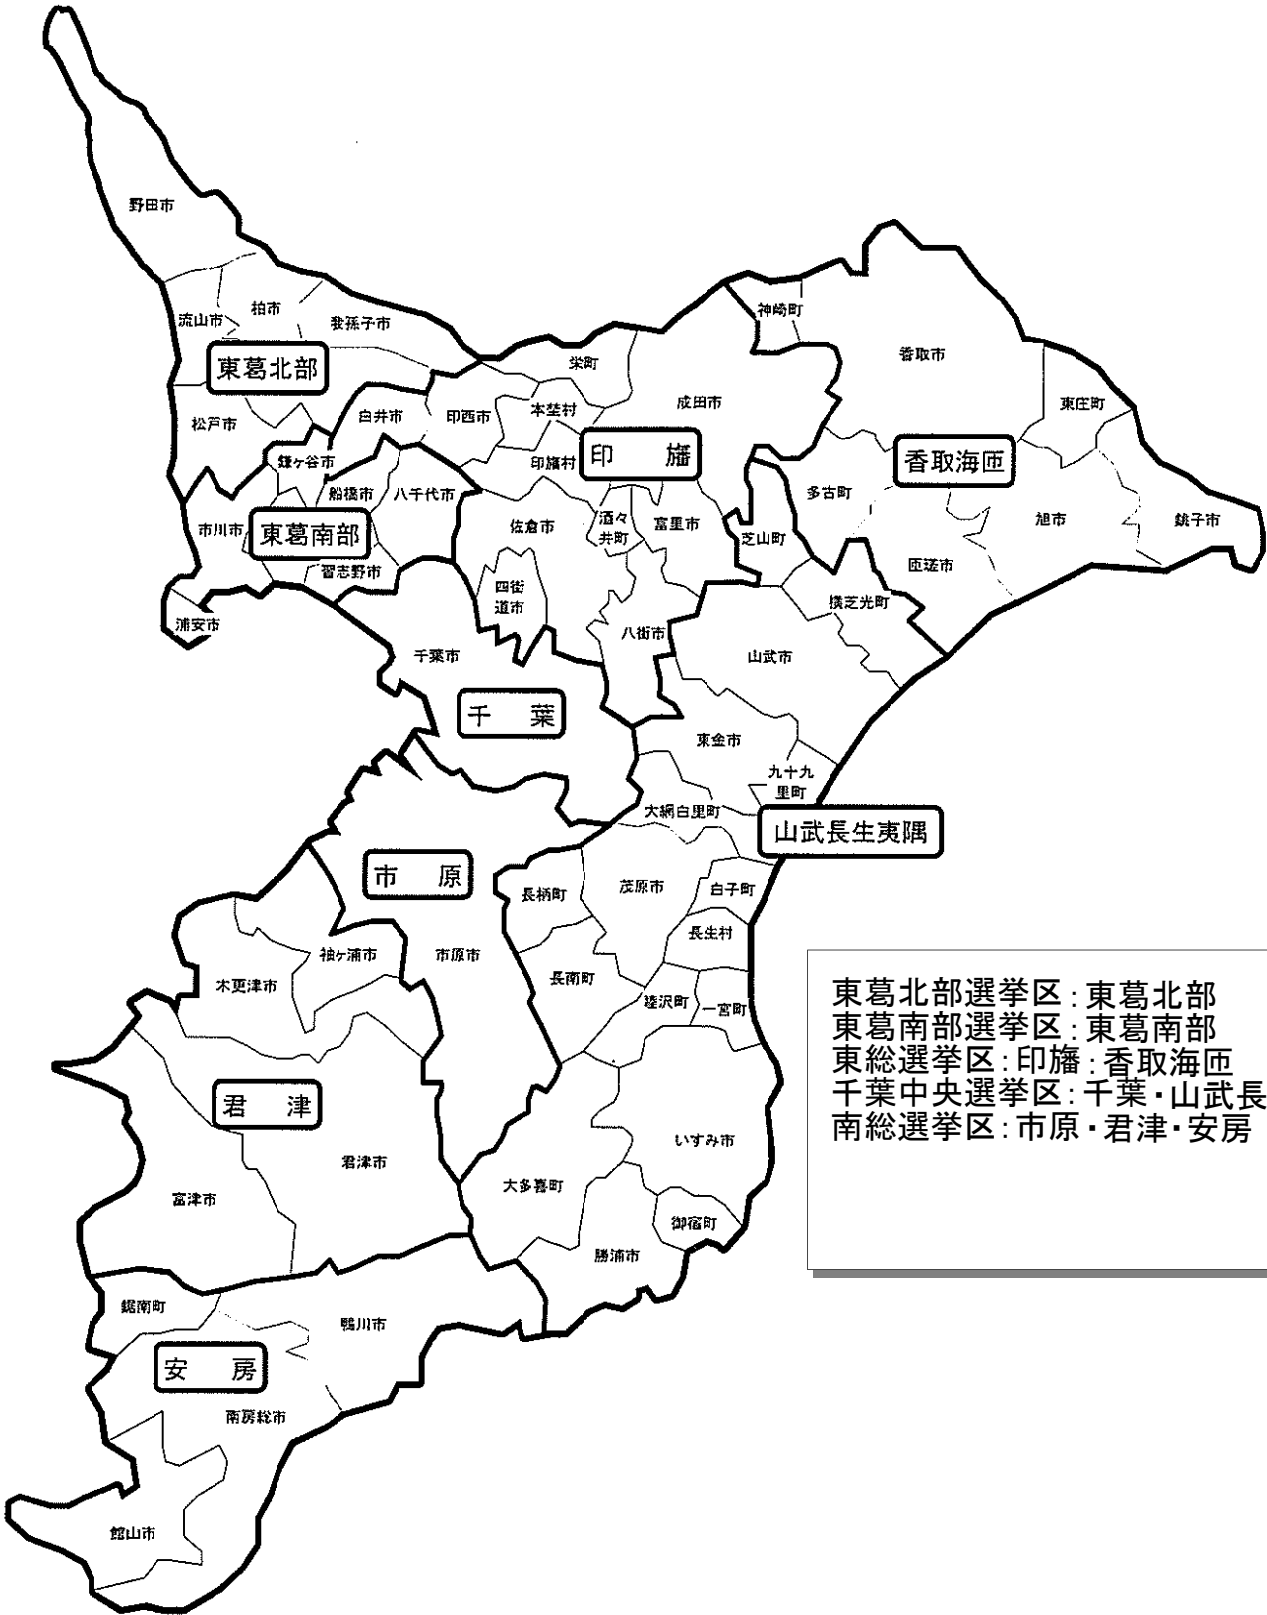 野田市
流山市
柏市
我孫子市
東葛北部
松戸市
鎌ヶ谷市
白井市
印西市
本埜村
栄町
成田市
神崎町
香取市
東庄町
印旛村
印　旛
香取海匝
船橋市
八千代市
市川市
東葛南部
習志野市
浦安市
佐倉市
酒々
井町
富里市
四街
道市
八街市
芝山町
多古町
旭市
銚子市
匝瑳市
横芝光町
山武市
千葉市
千　葉
東金市
九十九
里町
大網白里町
山武長生夷隅
市　原
長柄町
茂原市
白子町
長生村
袖ヶ浦市
市原市
長南町
木更津市
睦沢町
一宮町
君　津
君津市
富津市
いすみ市
大多喜町
御宿町
勝浦市
鋸南町
鴨川市
安　房
南房総市
館山市
東葛北部選挙区：東葛北部
東葛南部選挙区：東葛南部
東総選挙区：印旛：香取海匝
千葉中央選挙区：千葉・山武長
南総選挙区：市原・君津・安房